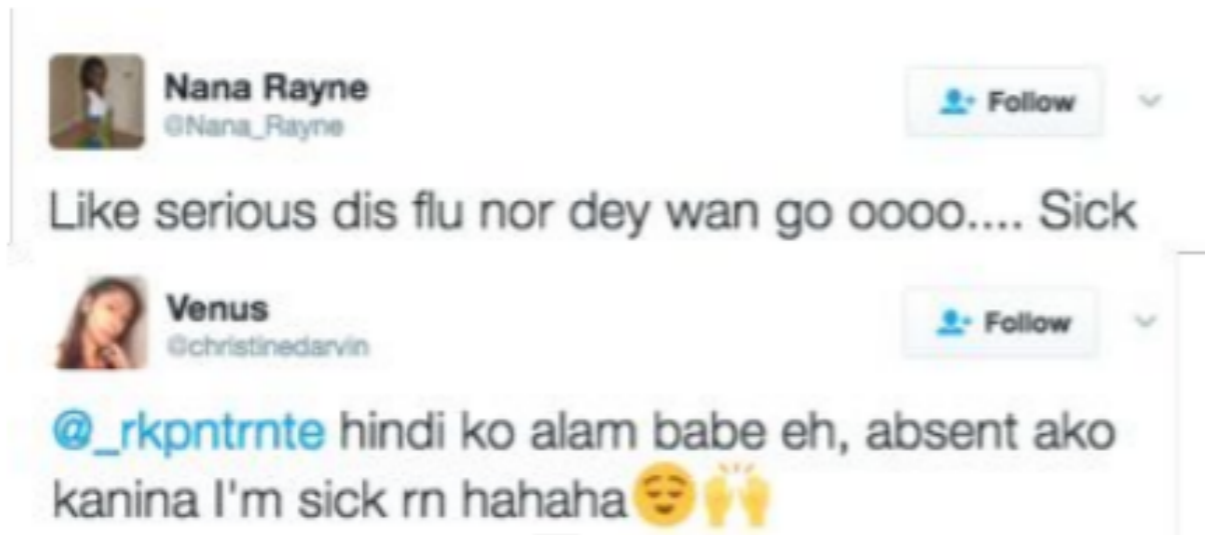 Nana Rayne
@Nana_Rayne
Follow
Like serious dis flu nor dey wan go oooo.... Sick
Venus
@christinedarvin
Follow
@_rkpntrnte hindi ko alam babe eh, absent ako
kanina I'm sick rn hahaha😌🙌